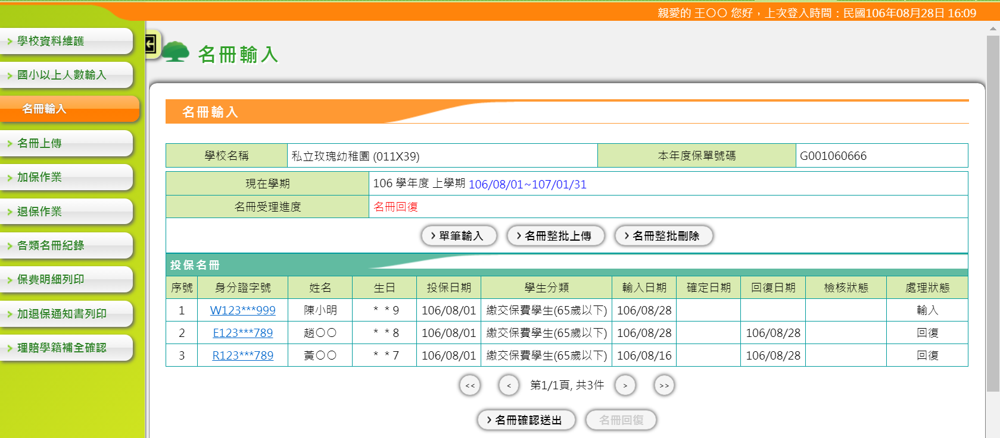 親愛的 王〇〇 您好，上次登入時間：民國106年08月28日 16:09
學校資料維護
國小以上人數輸入
名冊輸入
名冊上傳
加保作業
退保作業
各類名冊紀錄
保費明細列印
加退保通知書列印
理賠學籍補全確認
名冊輸入
名冊輸入
學校名稱 私立玫瑰幼稚園 (011X39) 本年度保單號碼 G001060666
現在學期 106 學年度 上學期 106/08/01~107/01/31
名冊受理進度 名冊回復
單筆輸入 名冊整批上傳 名冊整批刪除
投保名冊
序號 身分證字號 姓名 生日 投保日期 學生分類 輸入日期 確定日期 回復日期 檢核狀態 處理狀態
1 W123***999 陳小明 * *9 106/08/01 繳交保費學生(65歲以下) 106/08/28 輸入
2 E123***789 趙〇〇 * *8 106/08/01 繳交保費學生(65歲以下) 106/08/28 106/08/28 回復
3 R123***789 黃〇〇 * *7 106/08/01 繳交保費學生(65歲以下) 106/08/16 106/08/28 回復
<< < 第1/1頁, 共3件 > >>
名冊確認送出 名冊回復